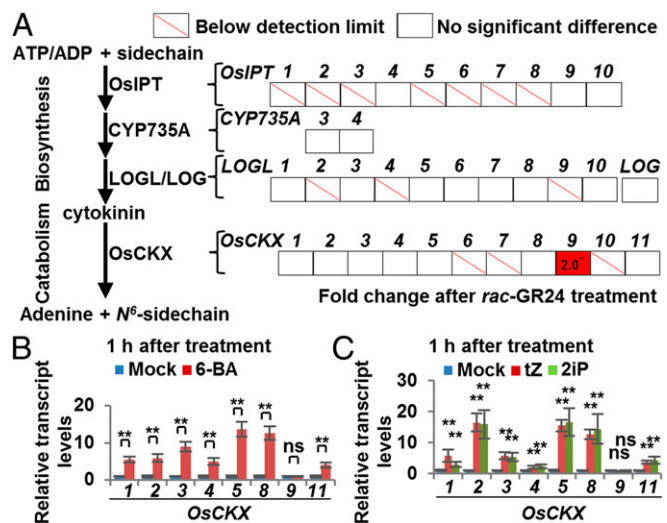 A
Below detection limit No significant difference
ATP/ADP + sidechain
OsIPT OsIPT 1 2 3 4 5 6 7 8 9 10
CYP735A CYP735A 3 4
LOGL/LOG LOGL 1 2 3 4 5 6 7 8 9 10 LOG
cytokinin
OsCKX OsCKX 1 2 3 4 5 6 7 8 9 10 11
2.0**
Biosynthesis
Catabolism
Fold change after rac-GR24 treatment
Adenine + N6-sidechain
B
1 h after treatment
Mock 6-BA
Relative transcript levels
20
10
0
** ** ** ** ** ** ns **
1 2 3 4 5 8 9 11
OsCKX
C
1 h after treatment
Mock tZ 2iP
Relative transcript levels
30
20
10
0
** ** ** ** ** ** ns **
** ** ** ** ** ** ns **
1 2 3 4 5 8 9 11
OsCKX